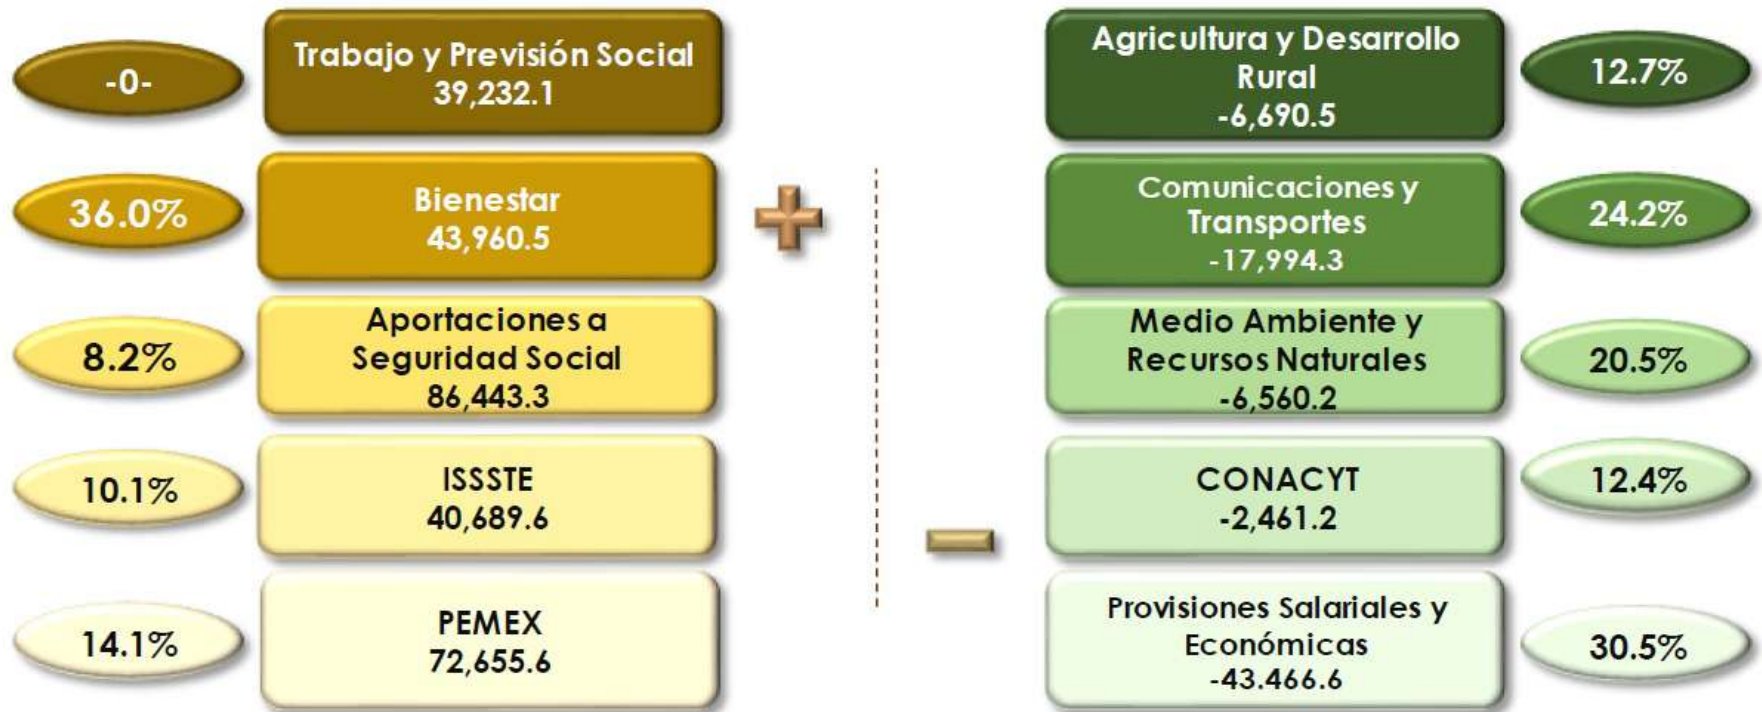 -0-
Trabajo y Previsión Social
39,232.1
36.0%
Bienestar
43,960.5
8.2%
Aportaciones a
Seguridad Social
86,443.3
10.1%
ISSSTE
40,689.6
14.1%
PEMEX
72,655.6
Agricultura y Desarrollo
Rural
-6,690.5
12.7%
Comunicaciones y
Transportes
-17,994.3
24.2%
Medio Ambiente y
Recursos Naturales
-6,560.2
20.5%
CONACYT
-2,461.2
12.4%
Provisiones Salariales y
Económicas
-43.466.6
30.5%